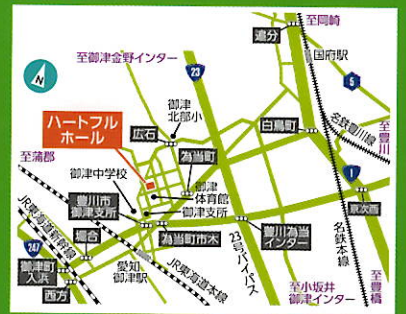 至岡崎
追分
国府駅
至御津金野インター
23
5
N
御津
北部小
名鉄豊川線
至豊川
ハートフル
ホール
広石
白鳥町
為当町
至蒲郡
御津中学校
御津
体育館
1
京次西
豊川市
御津支所
御津支所
JR東海道新幹線
場合
為当町市木
豊川為当
インター
23号バイパス
名鉄本線
247
御津町
入浜
愛知
御津駅
JR東海道本線
西方
至小坂井
御津インター
至豊橋